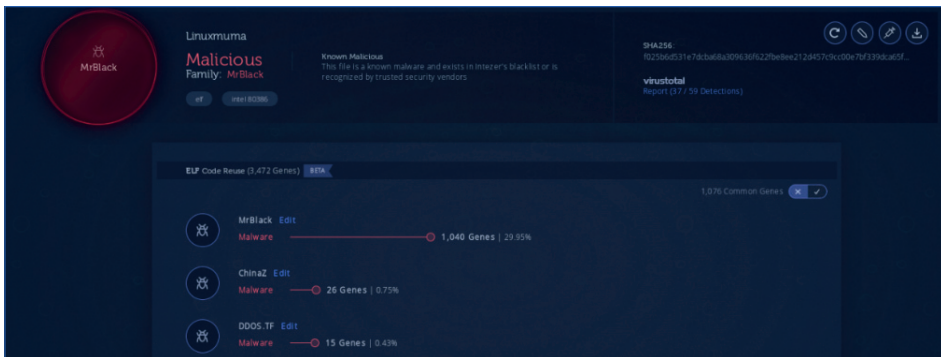 Linuxmuma
MrBlack
Malicious
Family: MrBlack
elf
intel 80386
Known Malicious
This file is a known malware and exists in Intezer's blacklist or is
recognized by trusted security vendors
SHA256:
virustotal
Report (37 / 59 Detections)
ELF Code Reuse (3,472 Genes) BETA
1,076 Common Genes
MrBlack Edit
Malware 1,040 Genes | 29.95%
ChinaZ Edit
Malware 26 Genes | 0.75%
DDOS.TF Edit
Malware 15 Genes | 0.43%